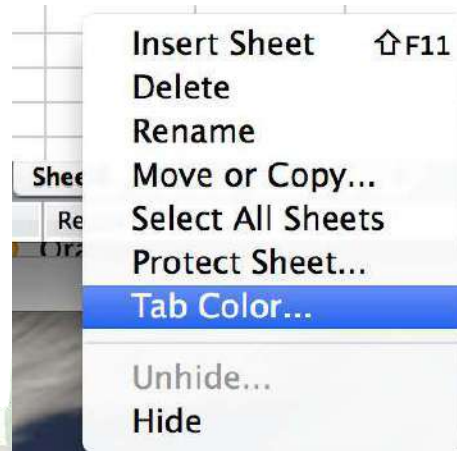 Insert Sheet ⇧F11
Delete
Rename
Move or Copy...
Select All Sheets
Protect Sheet...
Tab Color...
Unhide...
Hide